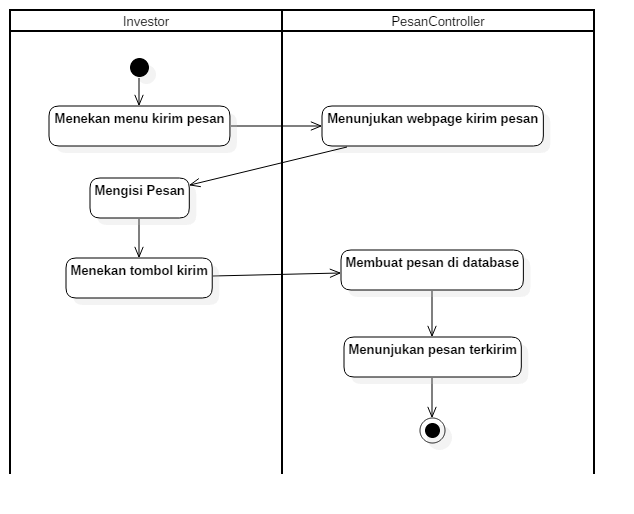 Investor
PesanController
Menekan menu kirim pesan
Menunjukan webpage kirim pesan
Mengisi Pesan
Menekan tombol kirim
Membuat pesan di database
Menunjukan pesan terkirim